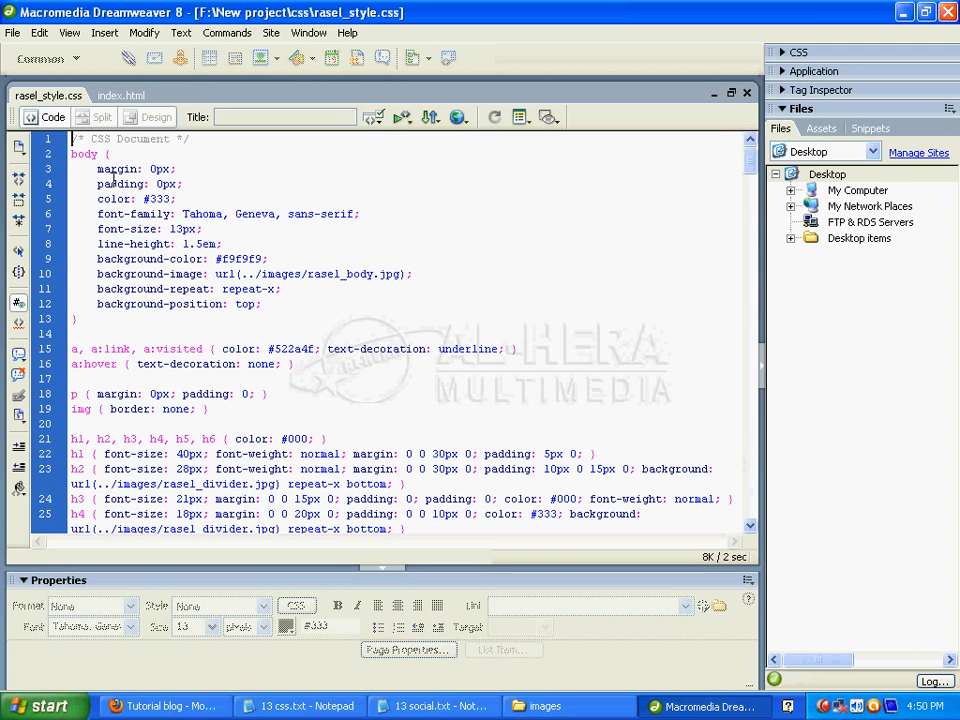 Macromedia Dreamweaver 8 - [F:\New project\css\rasel_style.css]
File Edit View Insert Modify Text Commands Site Window Help
Common
CSS
Application
Tag Inspector
Files
rasel_style.css index.html
Code Split Design Title:
Files Assets Snippets
Desktop Manage Sites
Desktop
My Computer
My Network Places
FTP & RDS Servers
Desktop items
1 /* CSS Document */
2 body {
3 margin: 0px;
4 padding: 0px;
5 color: #333;
6 font-family: Tahoma, Geneva, sans-serif;
7 font-size: 13px;
8 line-height: 1.5em;
9 background-color: #f9f9f9;
10 background-image: url(../images/rasel_body.jpg);
11 background-repeat: repeat-x;
12 background-position: top;
13 }
14
15 a, a:link, a:visited { color: #522a4f; text-decoration: underline; }
16 a:hover { text-decoration: none; }
17
18 p { margin: 0px; padding: 0; }
19 img { border: none; }
20
21 h1, h2, h3, h4, h5, h6 { color: #000; }
22 h1 { font-size: 40px; font-weight: normal; margin: 0 0 30px 0; padding: 5px 0; }
23 h2 { font-size: 28px; font-weight: normal; margin: 0 0 30px 0; padding: 10px 0 15px 0; background:
url(../images/rasel_divider.jpg) repeat-x bottom; }
24 h3 { font-size: 21px; margin: 0 0 15px 0; padding: 0; padding: 0; color: #000; font-weight: normal; }
25 h4 { font-size: 18px; margin: 0 0 20px 0; padding: 0 0 10px 0; color: #333; background:
url(../images/rasel_divider.jpg) repeat-x bottom; }
AL-HERA
MULTIMEDIA
8K / 2 sec
Properties
Format None Style None CSS B I Link
Font Tahoma, Genev Size 13 pixels #333 Target
Page Properties... List Item...
Log...
start Tutorial blog - Mo... 13 css.txt - Notepad 13 social.txt - Not... images Macromedia Drea... 4:50 PM